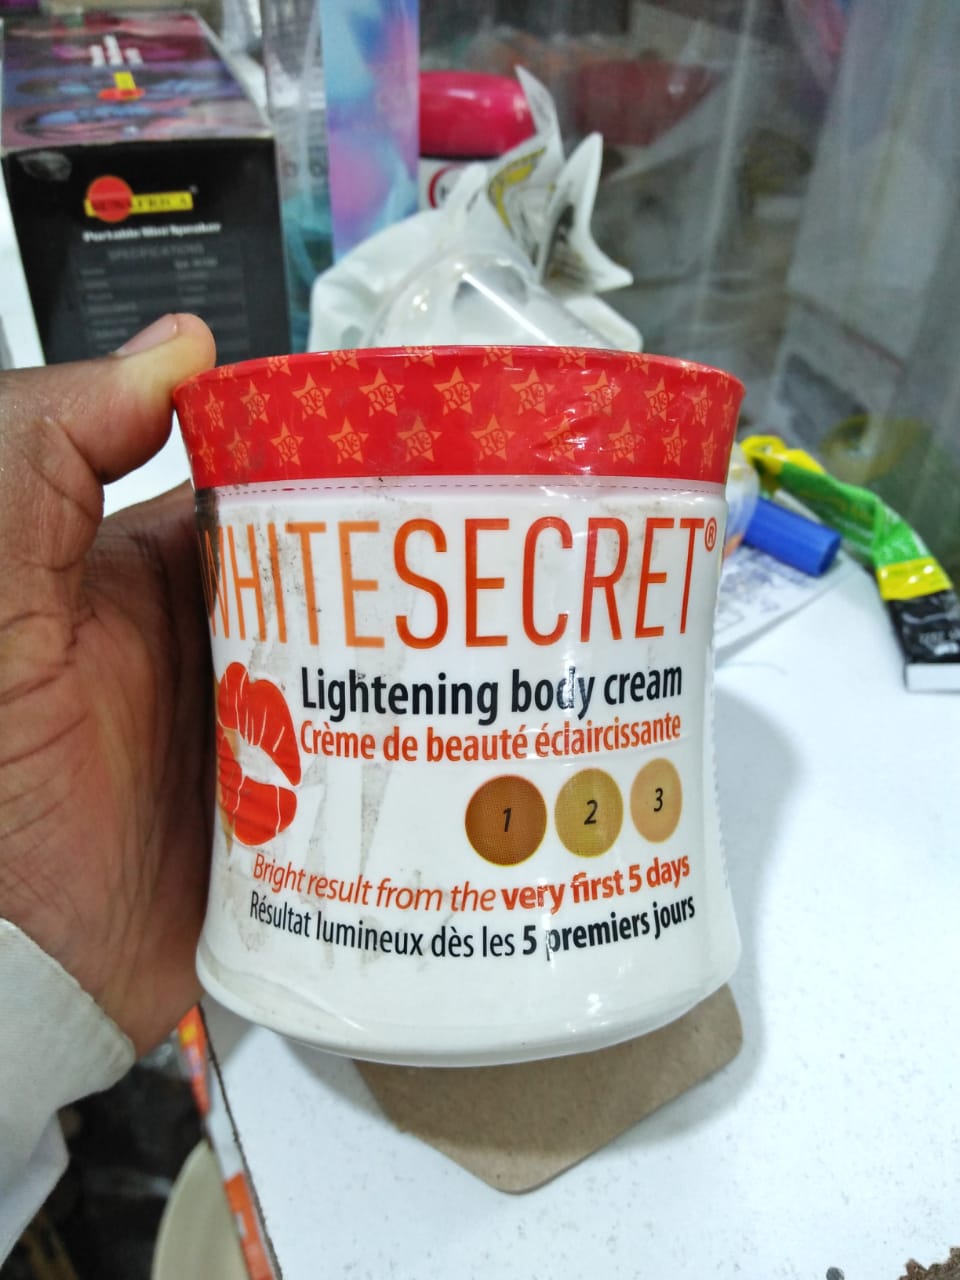 AFRICA
Portable Mini Speaker
SPECIFICATIONS
WHITESECRET®
Lightening body cream
Crème de beauté éclaircissante
1 2 3
Bright result from the very first 5 days
Résultat lumineux dès les 5 premiers jours